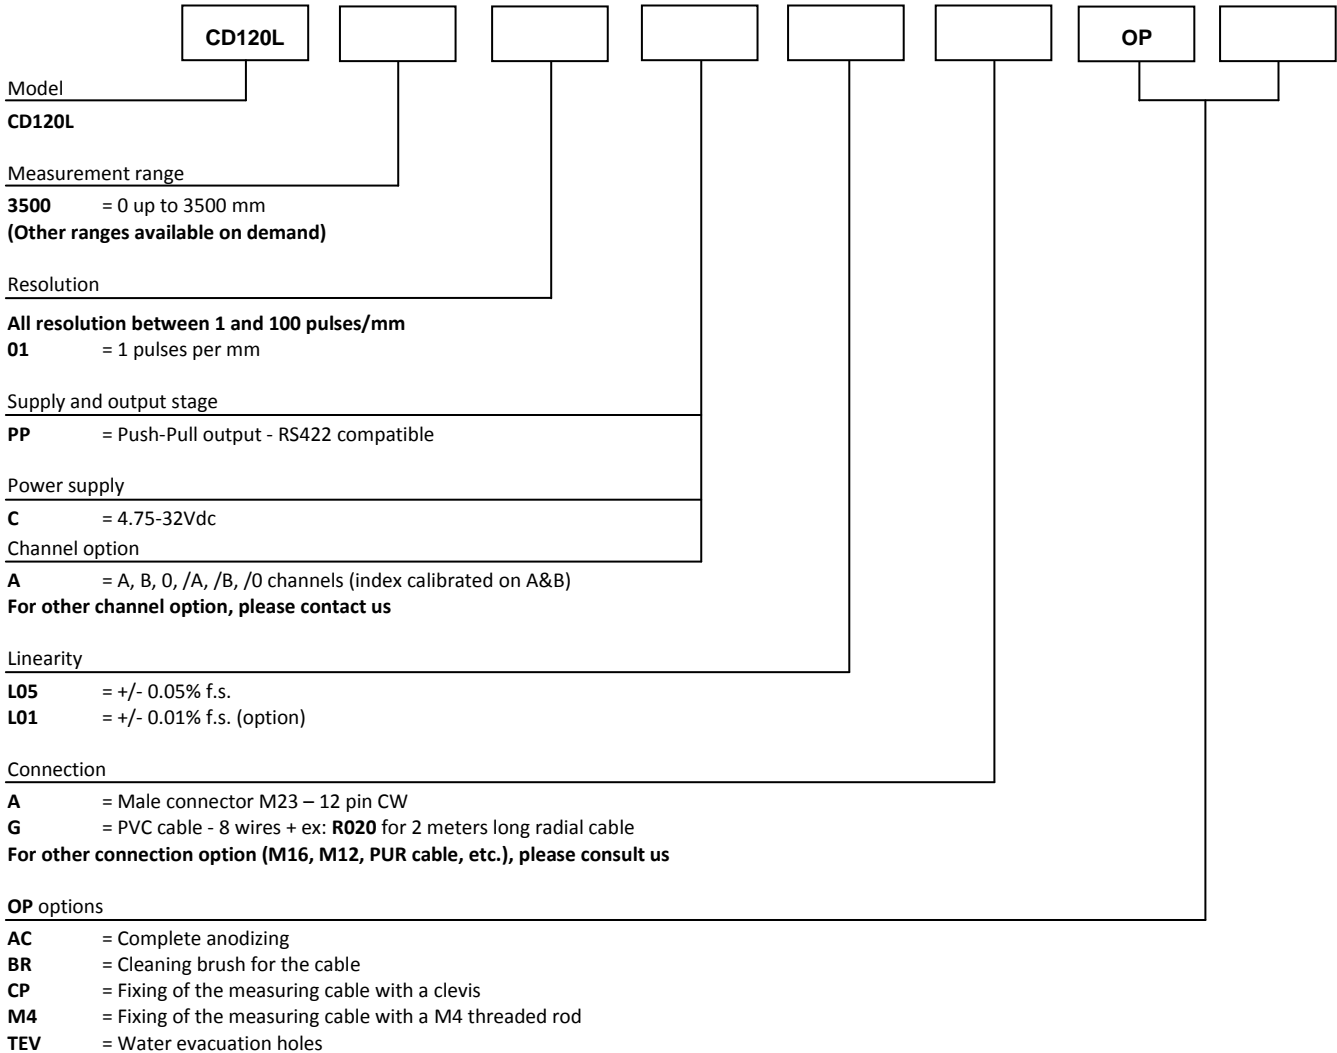 CD120L OP
Model
CD120L
Measurement range
3500 = 0 up to 3500 mm
(Other ranges available on demand)
Resolution
All resolution between 1 and 100 pulses/mm
01 = 1 pulses per mm
Supply and output stage
PP = Push-Pull output - RS422 compatible
Power supply
C = 4.75-32Vdc
Channel option
A = A, B, 0, /A, /B, /0 channels (index calibrated on A&B)
For other channel option, please contact us
Linearity
L05 = +/- 0.05% f.s.
L01 = +/- 0.01% f.s. (option)
Connection
A = Male connector M23 – 12 pin CW
G = PVC cable - 8 wires + ex: R020 for 2 meters long radial cable
For other connection option (M16, M12, PUR cable, etc.), please consult us
OP options
AC = Complete anodizing
BR = Cleaning brush for the cable
CP = Fixing of the measuring cable with a clevis
M4 = Fixing of the measuring cable with a M4 threaded rod
TEV = Water evacuation holes